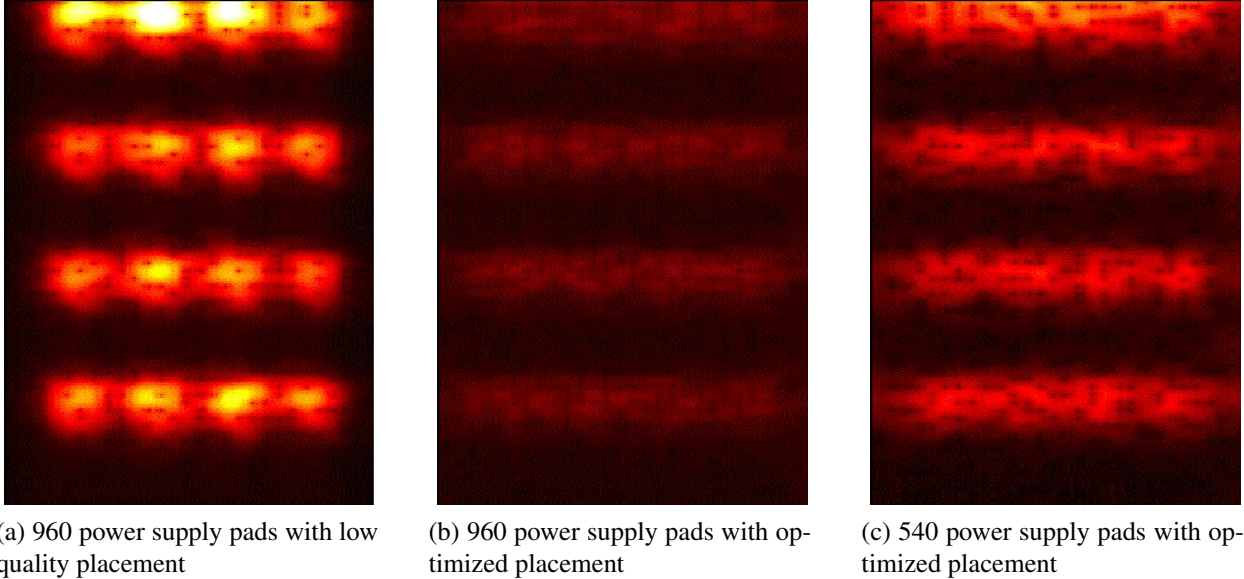 (a) 960 power supply pads with low
quality placement
(b) 960 power supply pads with op-
timized placement
(c) 540 power supply pads with op-
timized placement